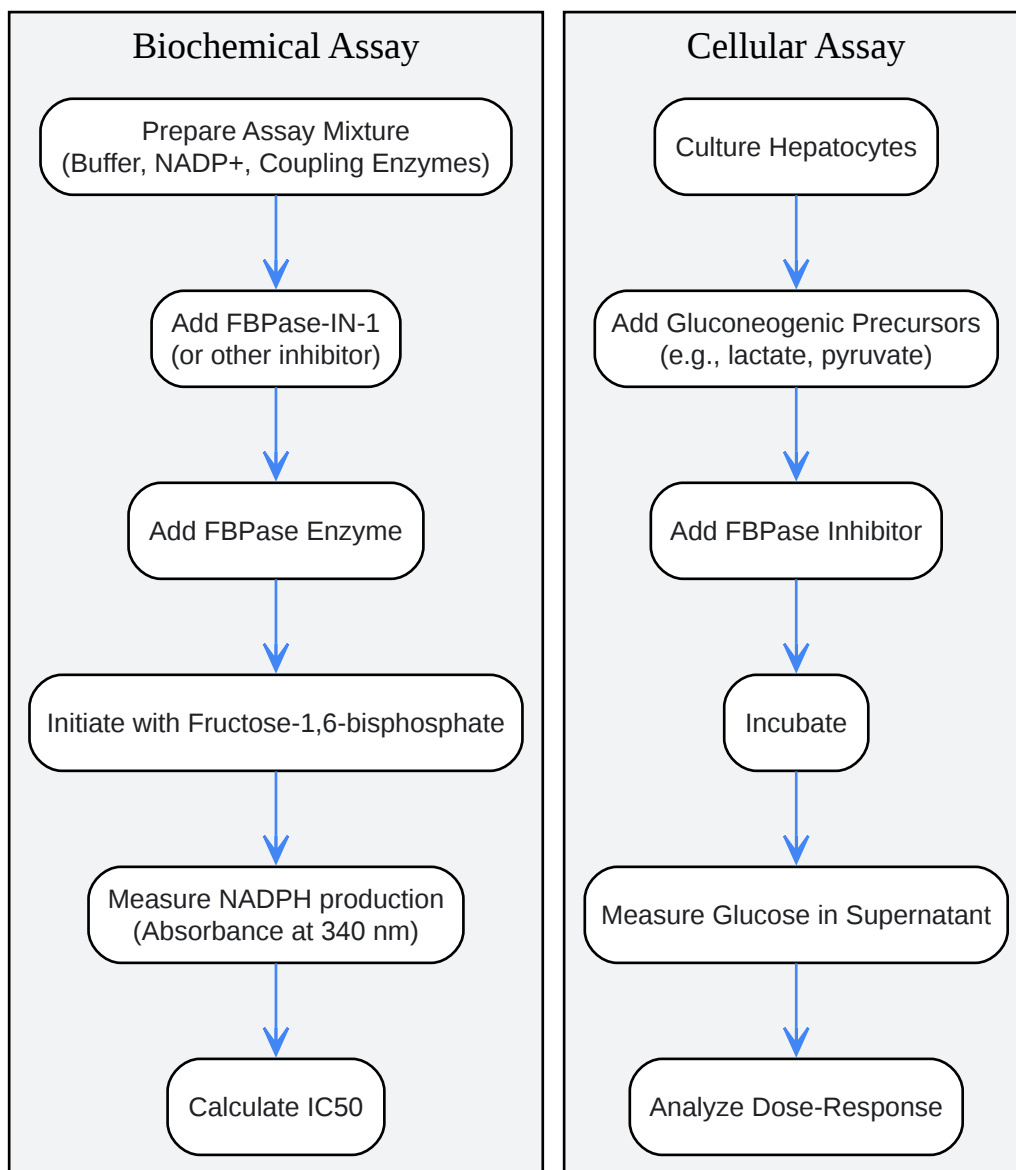 Biochemical Assay
Prepare Assay Mixture
(Buffer, NADP+, Coupling Enzymes)
Add FBPase-IN-1
(or other inhibitor)
Add FBPase Enzyme
Initiate with Fructose-1,6-bisphosphate
Measure NADPH production
(Absorbance at 340 nm)
Calculate IC50
Cellular Assay
Culture Hepatocytes
Add Gluconeogenic Precursors
(e.g., lactate, pyruvate)
Add FBPase Inhibitor
Incubate
Measure Glucose in Supernatant
Analyze Dose-Response